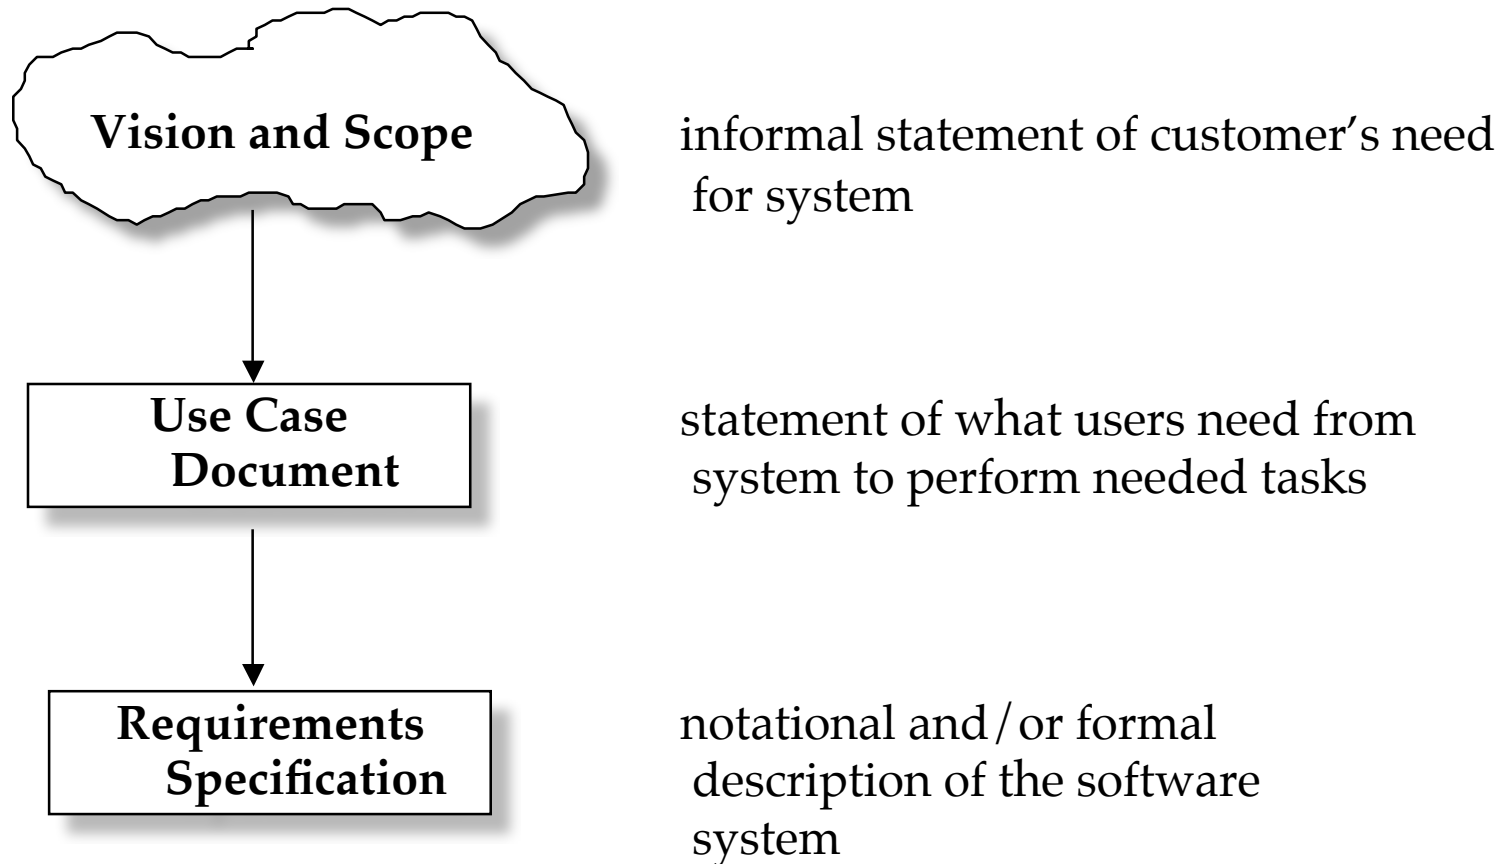 Vision and Scope
informal statement of customer’s need
for system
Use Case
Document
statement of what users need from
system to perform needed tasks
Requirements
Specification
notational and/or formal
description of the software
system